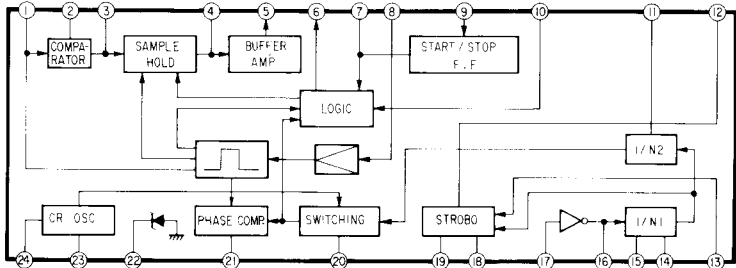 1 2 3 4 5 6 7 8 9 10 11 12
COMPA-
RATOR
SAMPLE
HOLD
BUFFER
AMP
START/STOP
F.F
LOGIC
1/N2
CR OSC
PHASE COMP.
SWITCHING
STROBO
1/N1
24 23 22 21 20 19 18 17 16 15 14 13